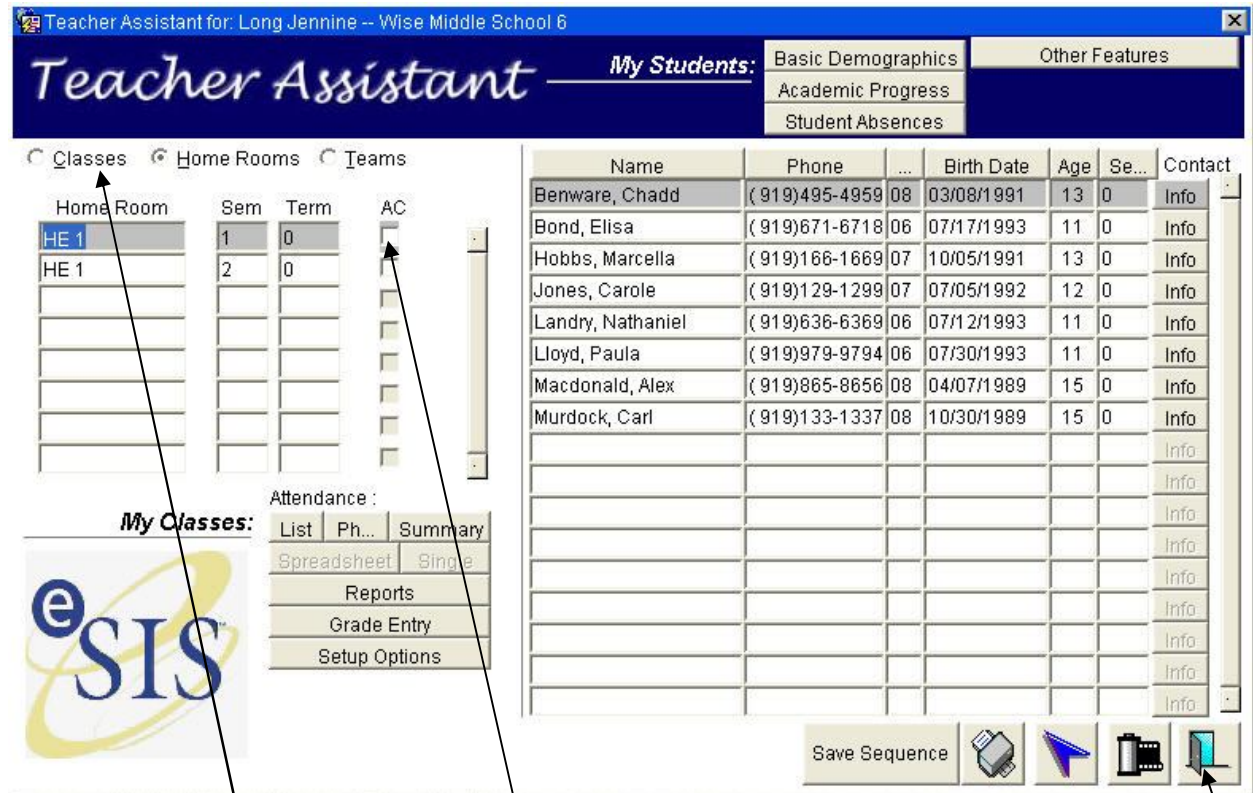 Teacher Assistant for: Long Jennine -- Wise Middle School 6
Teacher Assistant
My Students:
Basic Demographics
Other Features
Academic Progress
Student Absences
Classes Home Rooms Teams
Home Room Sem Term AC
HE 1 1 0
HE 1 2 0
Attendance :
My Classes:
List Ph... Summary
Spreadsheet Single
Reports
Grade Entry
Setup Options
eSIS
Name Phone ... Birth Date Age Se... Contact
Benware, Chadd (919)495-4959 08 03/08/1991 13 0 Info
Bond, Elisa (919)671-6718 06 07/17/1993 11 0 Info
Hobbs, Marcella (919)166-1669 07 10/05/1991 13 0 Info
Jones, Carole (919)129-1299 07 07/05/1992 12 0 Info
Landry, Nathaniel (919)636-6369 06 07/12/1993 11 0 Info
Lloyd, Paula (919)979-9794 06 07/30/1993 11 0 Info
Macdonald, Alex (919)865-8656 08 04/07/1989 15 0 Info
Murdock, Carl (919)133-1337 08 10/30/1989 15 0 Info
Info
Info
Info
Info
Info
Info
Info
Info
Info
Save Sequence